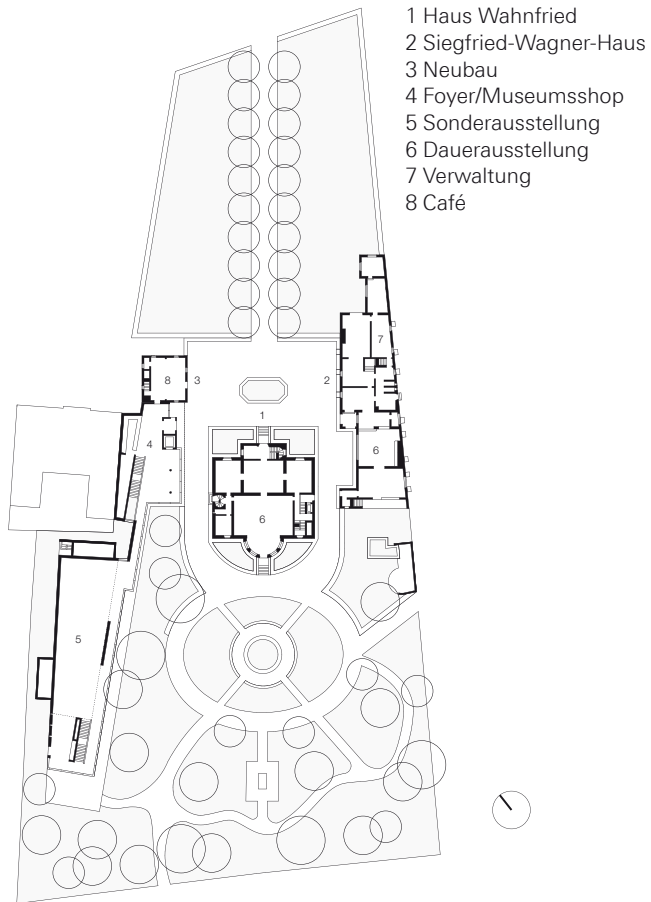 1 Haus Wahnfried
2 Siegfried-Wagner-Haus
3 Neubau
4 Foyer/Museumsshop
5 Sonderausstellung
6 Dauerausstellung
7 Verwaltung
8 Café
7
8
3
2
1
4
6
6
5